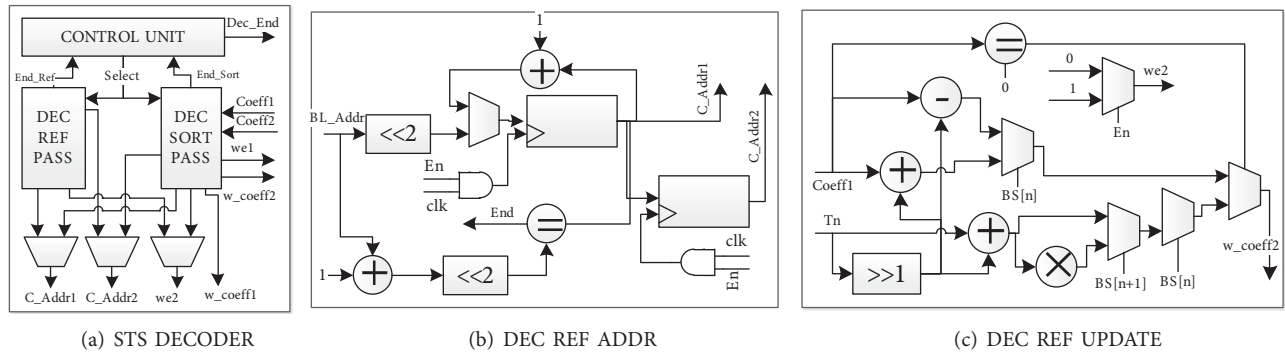 CONTROL UNIT
Dec_End
End_Ref
Select
End_Sort
DEC
REF
PASS
DEC
SORT
PASS
Coeff1
Coeff2
we1
w_coeff2
C_Addr1
C_Addr2
we2
w_coeff1
(a) STS DECODER
1
+
C_Addr1
C_Addr2
BL_Addr
<<2
En
clk
End
=
clk
En
1
+
<<2
(b) DEC REF ADDR
=
0
0
1
we2
En
-
Coeff1
+
BS[n]
Tn
+
>>1
×
BS[n+1]
BS[n]
w_coeff2
(c) DEC REF UPDATE